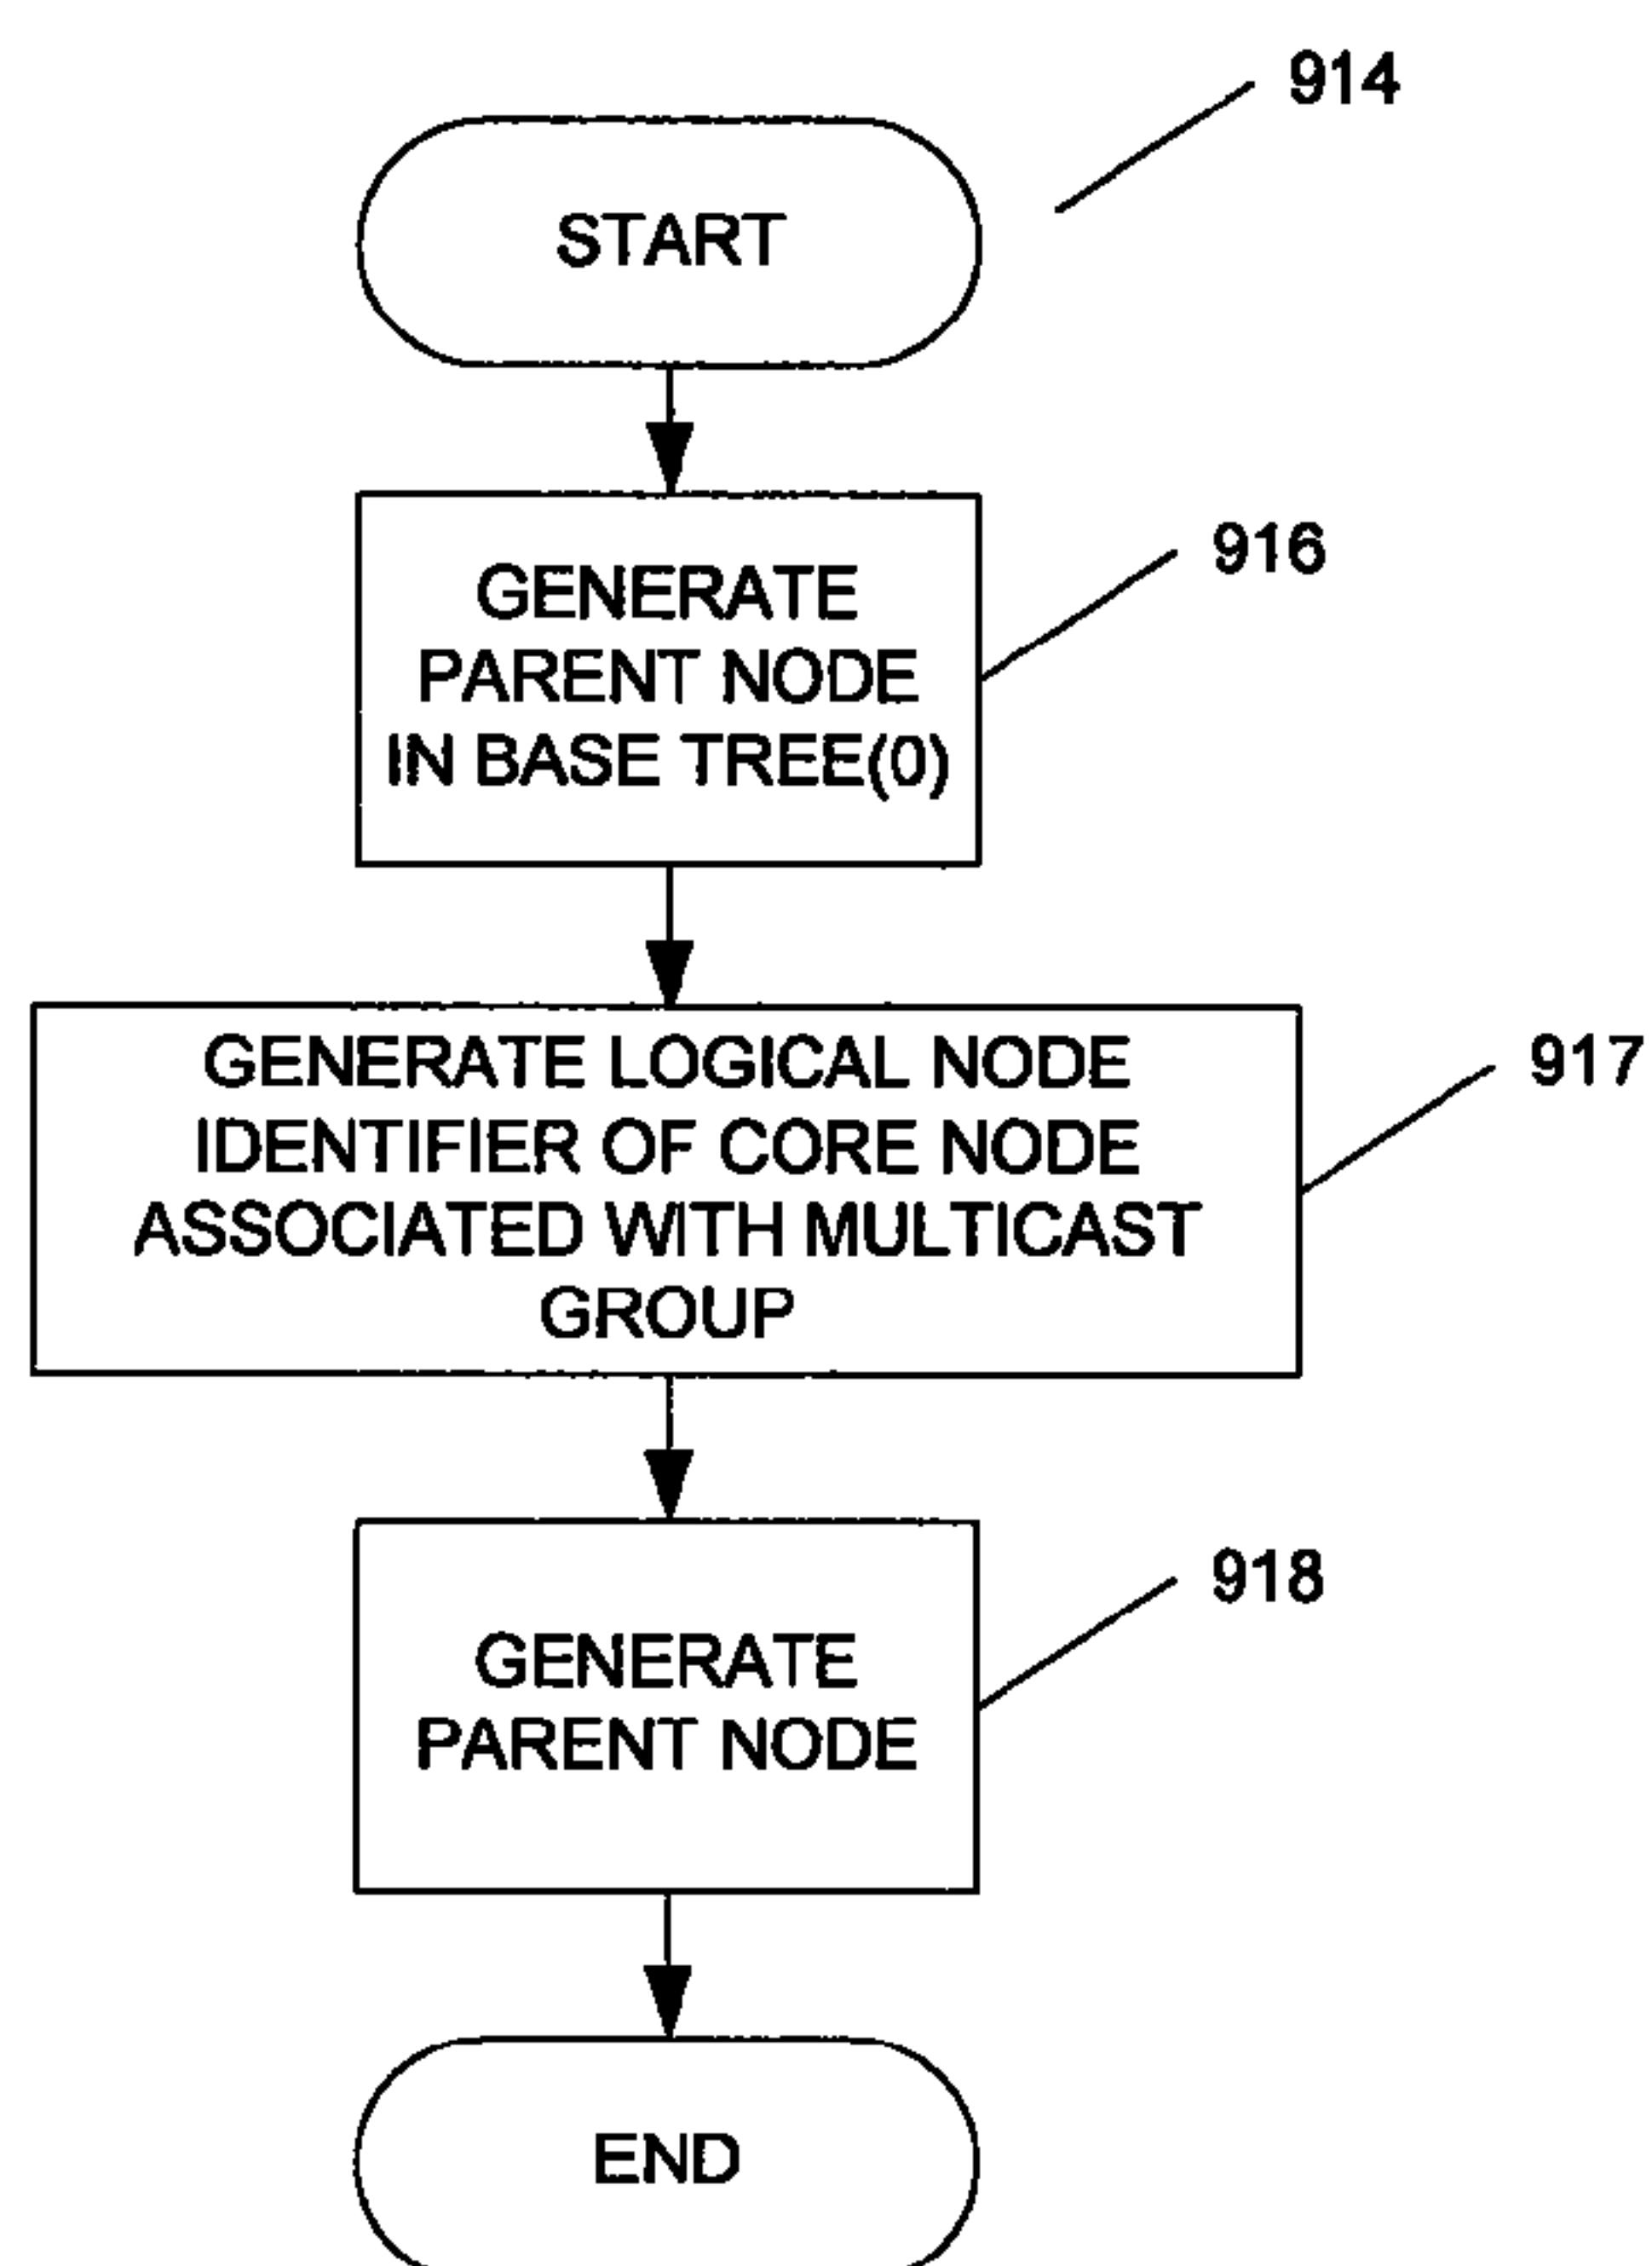 914
START
916
GENERATE
PARENT NODE
IN BASE TREE(0)
917
GENERATE LOGICAL NODE
IDENTIFIER OF CORE NODE
ASSOCIATED WITH MULTICAST
GROUP
918
GENERATE
PARENT NODE
END